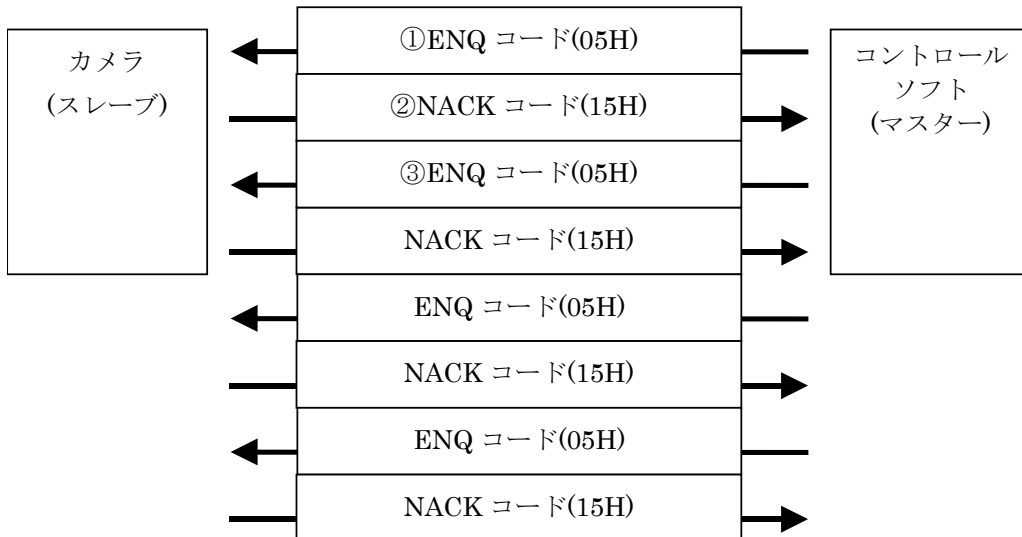 カメラ
(スレーブ)
①ENQ コード(05H)
②NACK コード(15H)
③ENQ コード(05H)
NACK コード(15H)
ENQ コード(05H)
NACK コード(15H)
ENQ コード(05H)
NACK コード(15H)
コントロール
ソフト
(マスター)